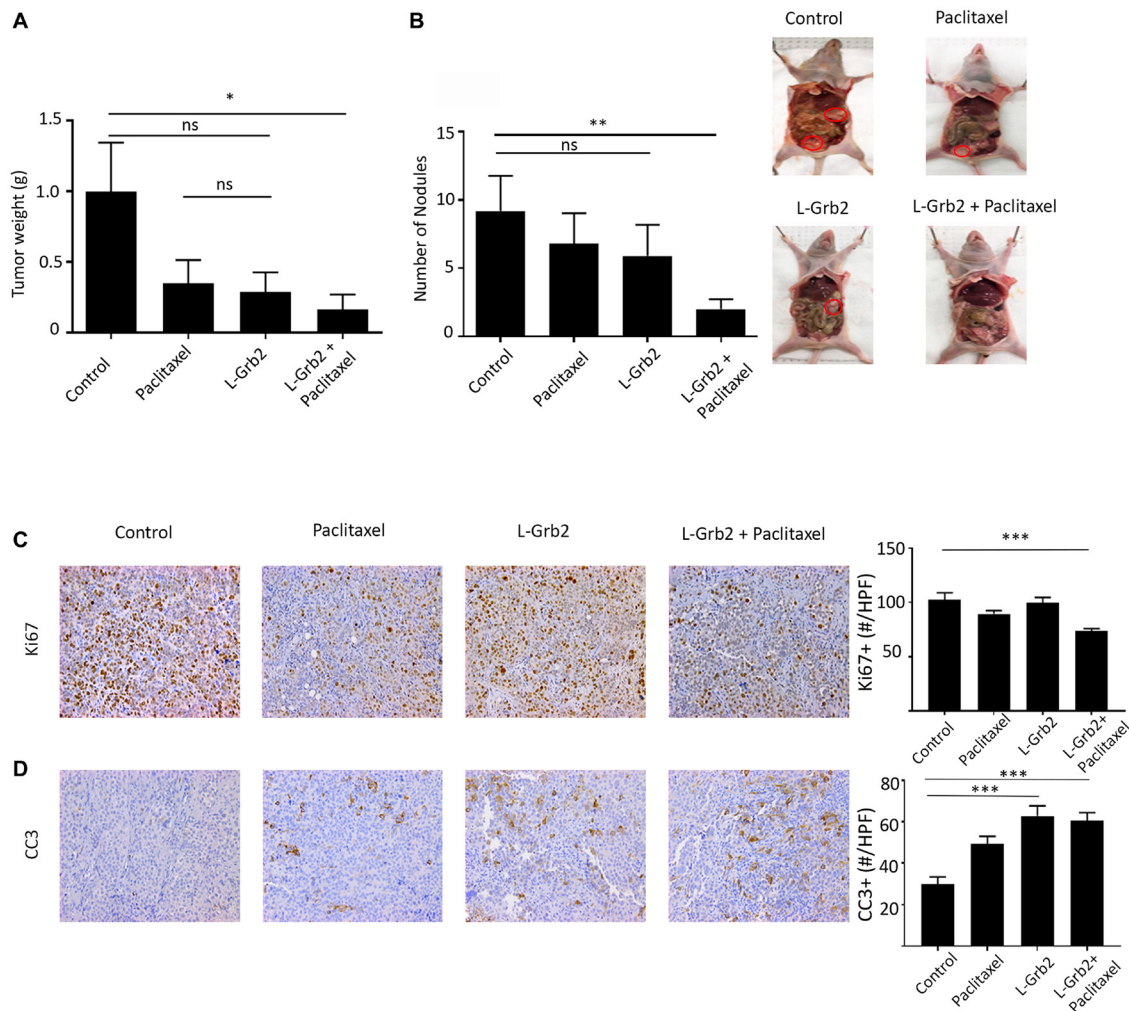 A
*
ns
ns
Tumor weight (g)
1.5
1.0
0.5
0
Control
Paclitaxel
L-Grb2
L-Grb2 +
Paclitaxel
B
**
ns
Number of Nodules
15
10
5
0
Control
Paclitaxel
L-Grb2
L-Grb2 +
Paclitaxel
Control
Paclitaxel
L-Grb2
L-Grb2 + Paclitaxel
C
Control
Paclitaxel
L-Grb2
L-Grb2 + Paclitaxel
Ki67
***
Ki67+ (#/HPF)
150
100
50
Control
Paclitaxel
L-Grb2
L-Grb2+
Paclitaxel
D
CC3
***
***
CC3+ (#/HPF)
80
60
40
20
Control
Paclitaxel
L-Grb2
L-Grb2+
Paclitaxel